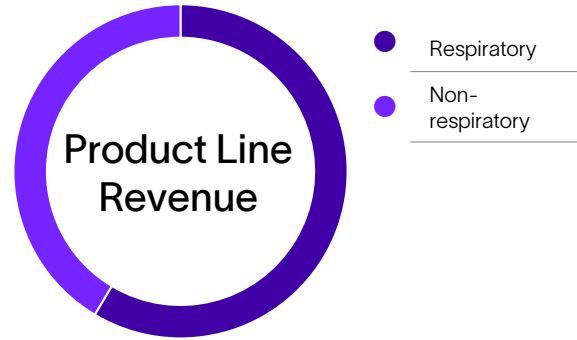 Product Line
Revenue
Respiratory
Non-
respiratory